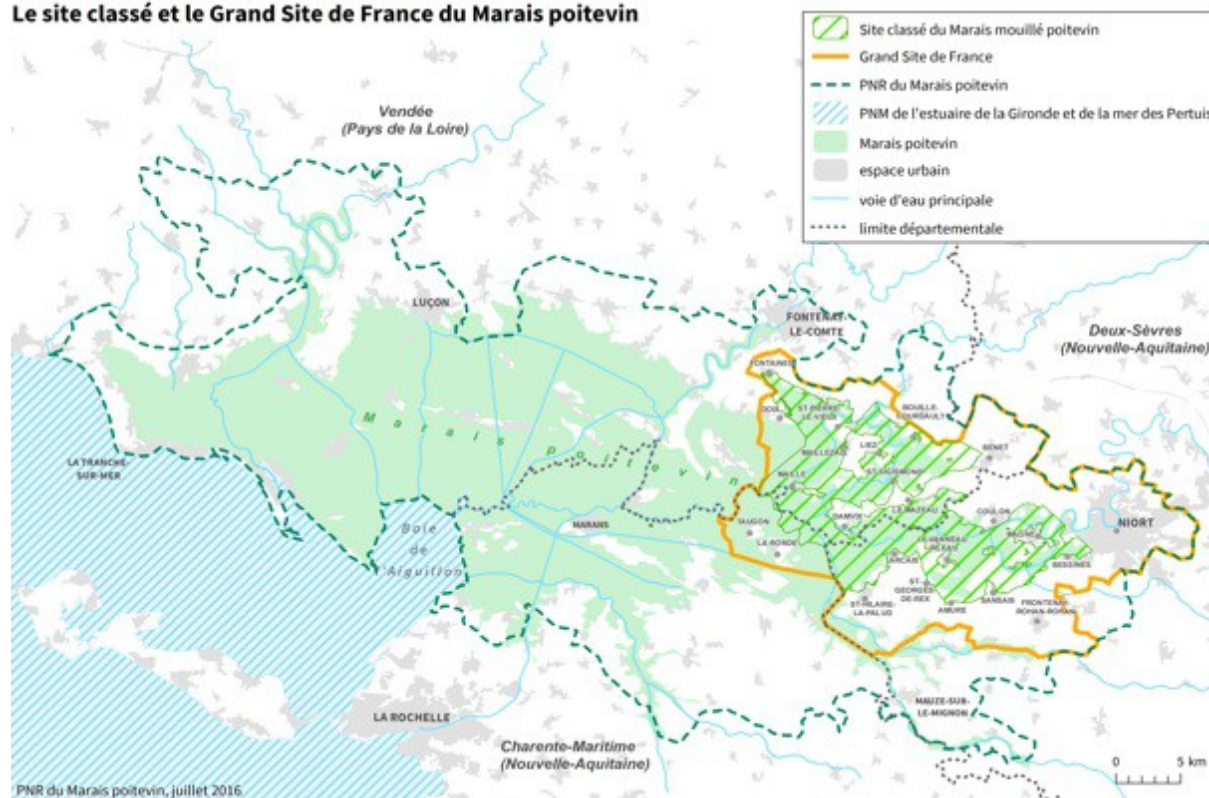 Le site classé et le Grand Site de France du Marais poitevin
Site classé du Marais mouillé poitevin
Grand Site de France
PNR du Marais poitevin
PNM de l'estuaire de la Gironde et de la mer des Pertuis
Marais poitevin
espace urbain
voie d'eau principale
limite départementale
Vendée
(Pays de la Loire)
LUÇON
FONTENAY-
LE-COMTE
Deux-Sèvres
(Nouvelle-Aquitaine)
FONTAINES
DOIX
ST-PIERRE-
LE-VIEUX
BOUILLE-
COURDAULT
LIEZ
BENET
MAILLEZAIS
ST-SIGISMOND
MAILLE
Marais poitevin
LA TRANCHE-
SUR-MER
LE MAZEAU
DAMVIX
COULON
MAGNE
NIORT
TAUGON
LA RONDE
MARANS
Baie
de
l'Aiguillon
LE VANNEAU-
IRLEAU
ARCAIS
BESSINES
ST-
GEORGES-
DE-REX
SANSAIS
ST-HILAIRE-
LA-PALUD
AMURE
FRONTENAY-
ROHAN-ROHAN
MAUZE-SUR-
LE-MIGNON
LA ROCHELLE
Charente-Maritime
(Nouvelle-Aquitaine)
0 5 km
PNR du Marais poitevin, juillet 2016